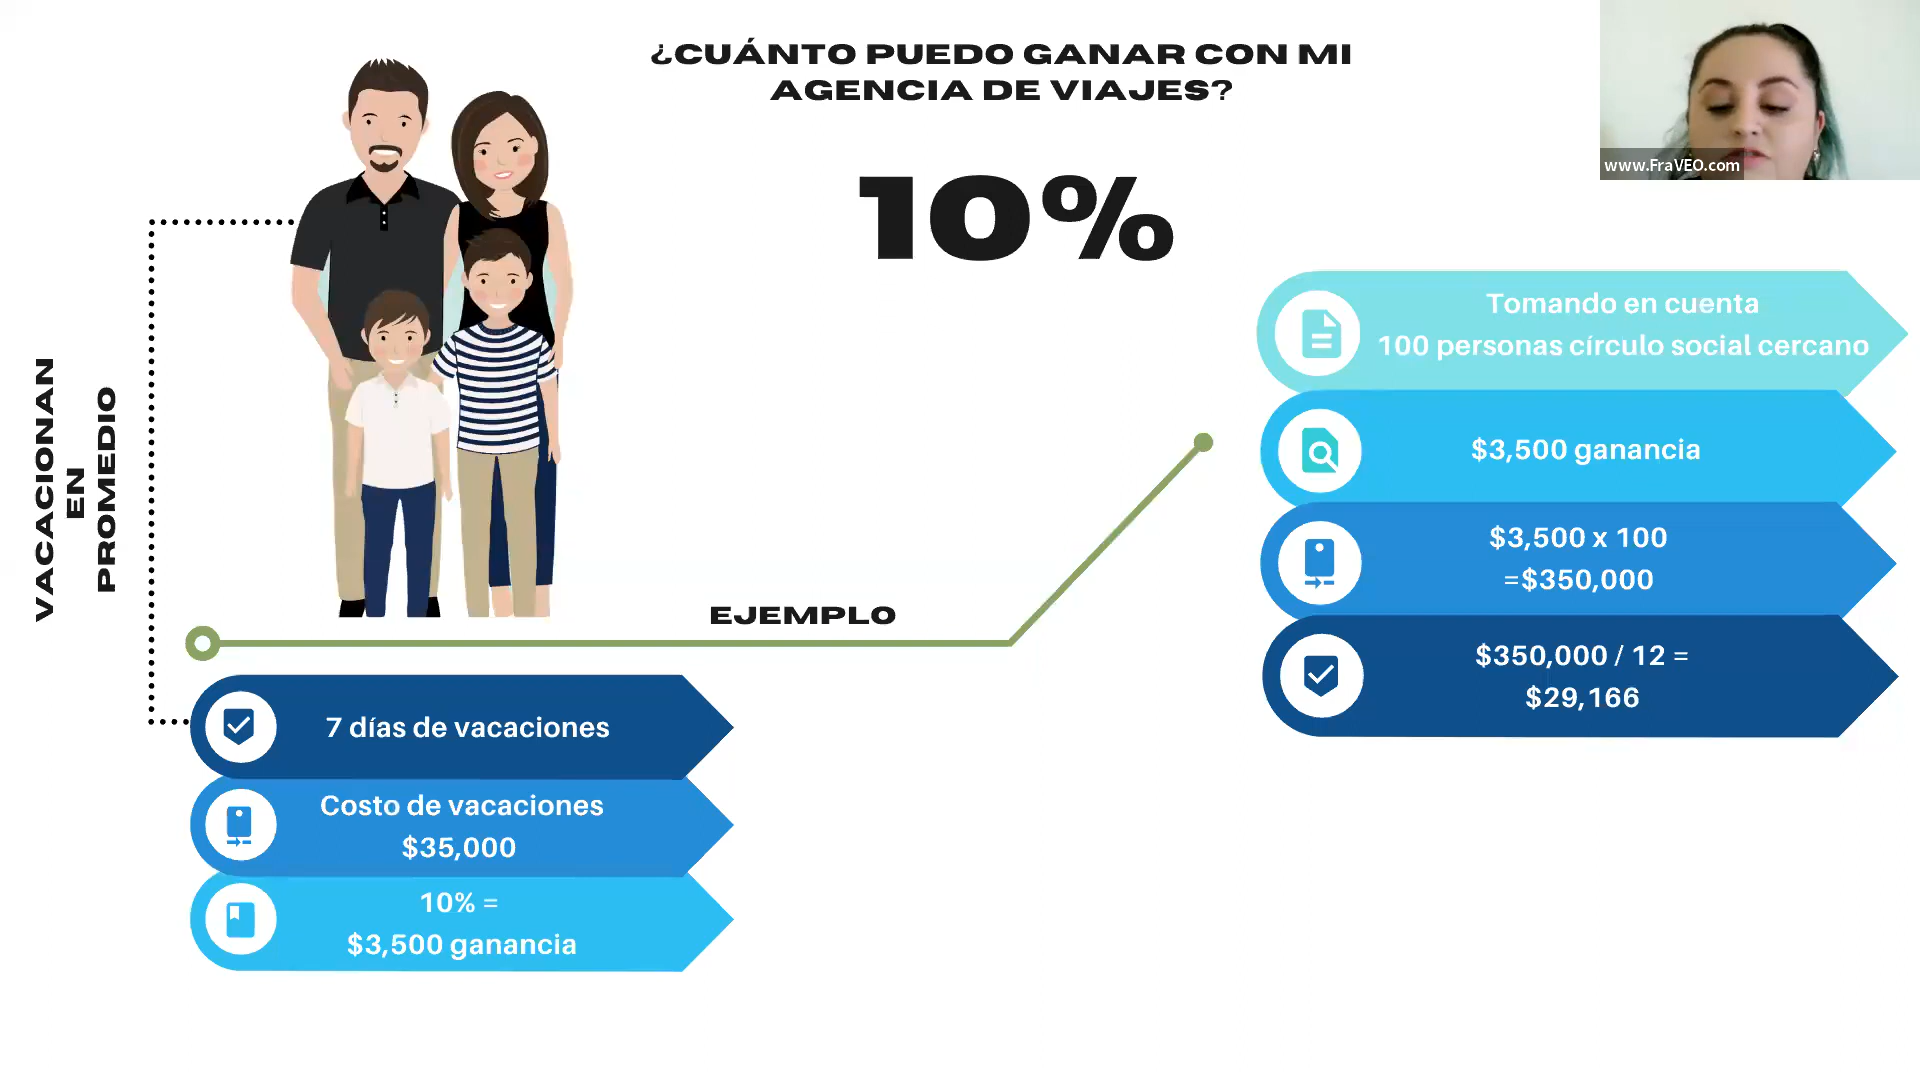 ¿CUÁNTO PUEDO GANAR CON MI
AGENCIA DE VIAJES?
10%
www.FraVEO.com
VACACIONAN
EN
PROMEDIO
EJEMPLO
7 días de vacaciones
Costo de vacaciones
$35,000
10% =
$3,500 ganancia
Tomando en cuenta
100 personas círculo social cercano
$3,500 ganancia
$3,500 x 100
=$350,000
$350,000 / 12 =
$29,166